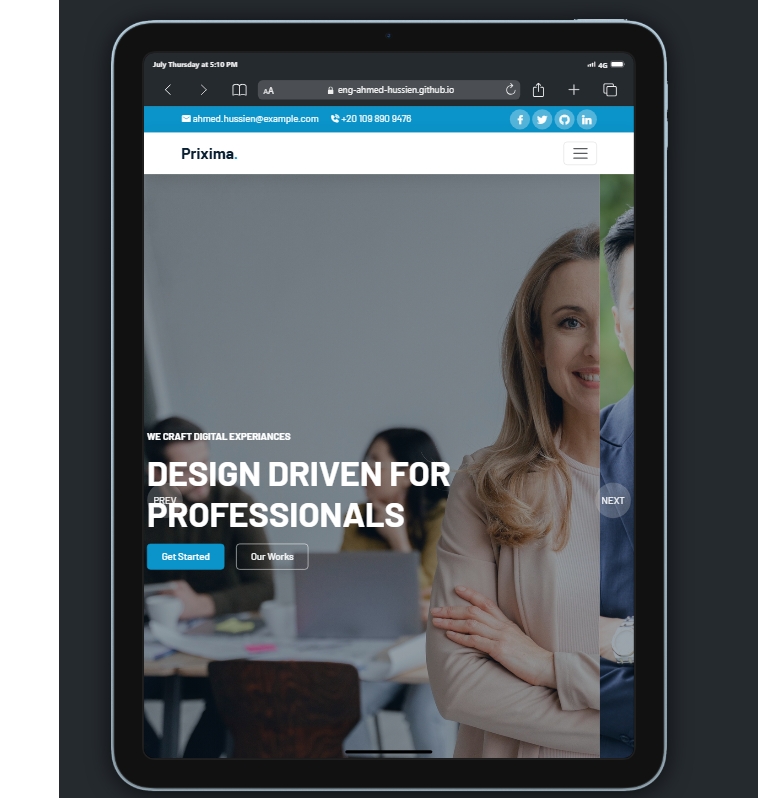 July Thursday at 5:10 PM
4G
AA
eng-ahmed-hussien.github.io
ahmed.hussien@example.com +20 109 890 9476
Prixima.
WE CRAFT DIGITAL EXPERIANCES
DESIGN DRIVEN FOR
PREV
NEXT
PROFESSIONALS
Get Started
Our Works